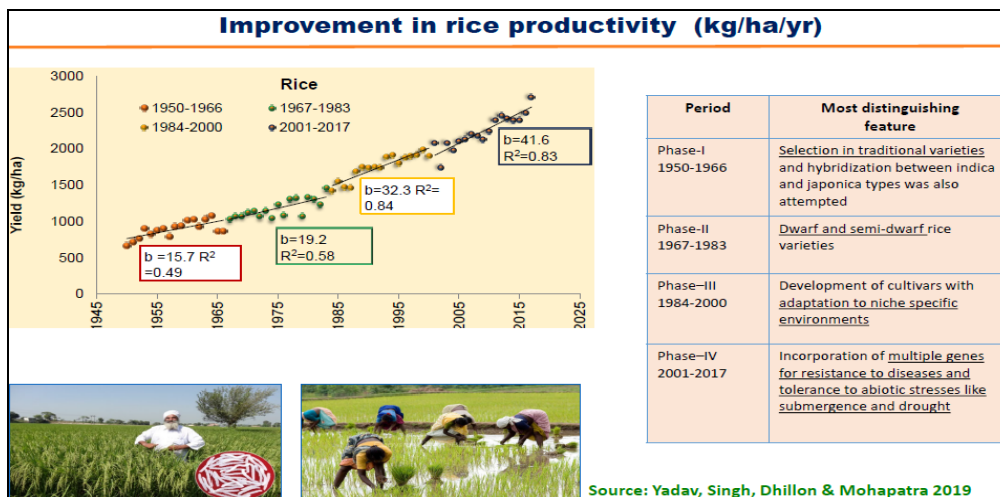 Improvement in rice productivity (kg/ha/yr)
Rice
1950-1966
1967-1983
1984-2000
2001-2017
Yield (kg/ha)
3000
2500
2000
1500
1000
500
0
1945
1955
1965
1975
1985
1995
2005
2015
2025
b =15.7 R²
=0.49
b=19.2
R²=0.58
b=32.3 R²=
0.84
b=41.6
R²=0.83
Period
Most distinguishing
feature
Phase-I
1950-1966
Selection in traditional varieties
and hybridization between indica
and japonica types was also
attempted
Phase-II
1967-1983
Dwarf and semi-dwarf rice
varieties
Phase–III
1984-2000
Development of cultivars with
adaptation to niche specific
environments
Phase–IV
2001-2017
Incorporation of multiple genes
for resistance to diseases and
tolerance to abiotic stresses like
submergence and drought
Source: Yadav, Singh, Dhillon & Mohapatra 2019